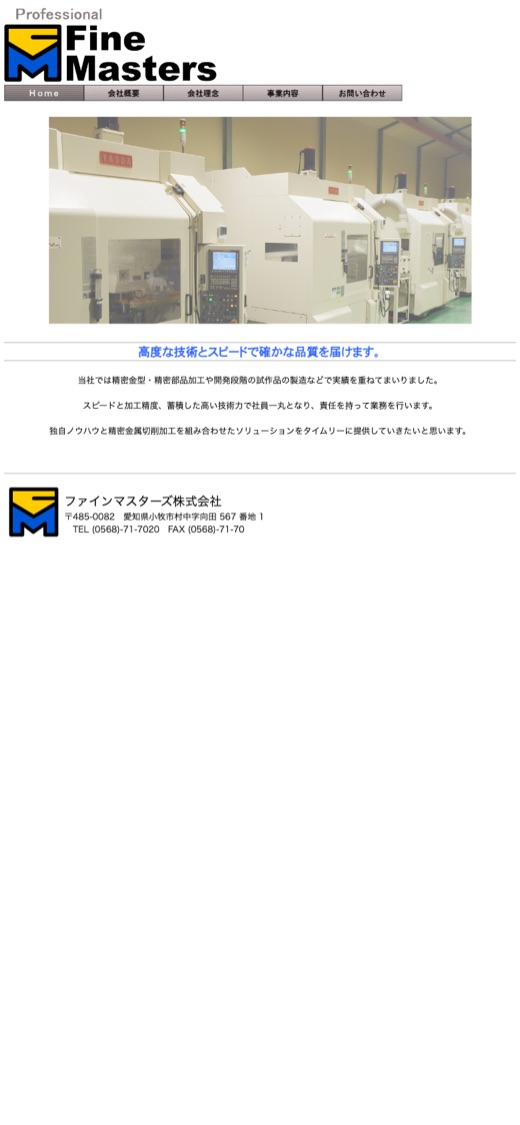 Professional
Fine
Masters
Home 会社概要 会社理念 事業内容 お問い合わせ
YASDA
高度な技術とスピードで確かな品質を届けます。
当社では精密金型・精密部品加工や開発段階の試作品の製造などで実績を重ねてまいりました。
スピードと加工精度、蓄積した高い技術力で社員一丸となり、責任を持って業務を行います。
独自ノウハウと精密金属切削加工を組み合わせたソリューションをタイムリーに提供していきたいと思います。
ファインマスターズ株式会社
〒485-0082 愛知県小牧市村中字向田 567 番地 1
TEL (0568)-71-7020 FAX (0568)-71-70